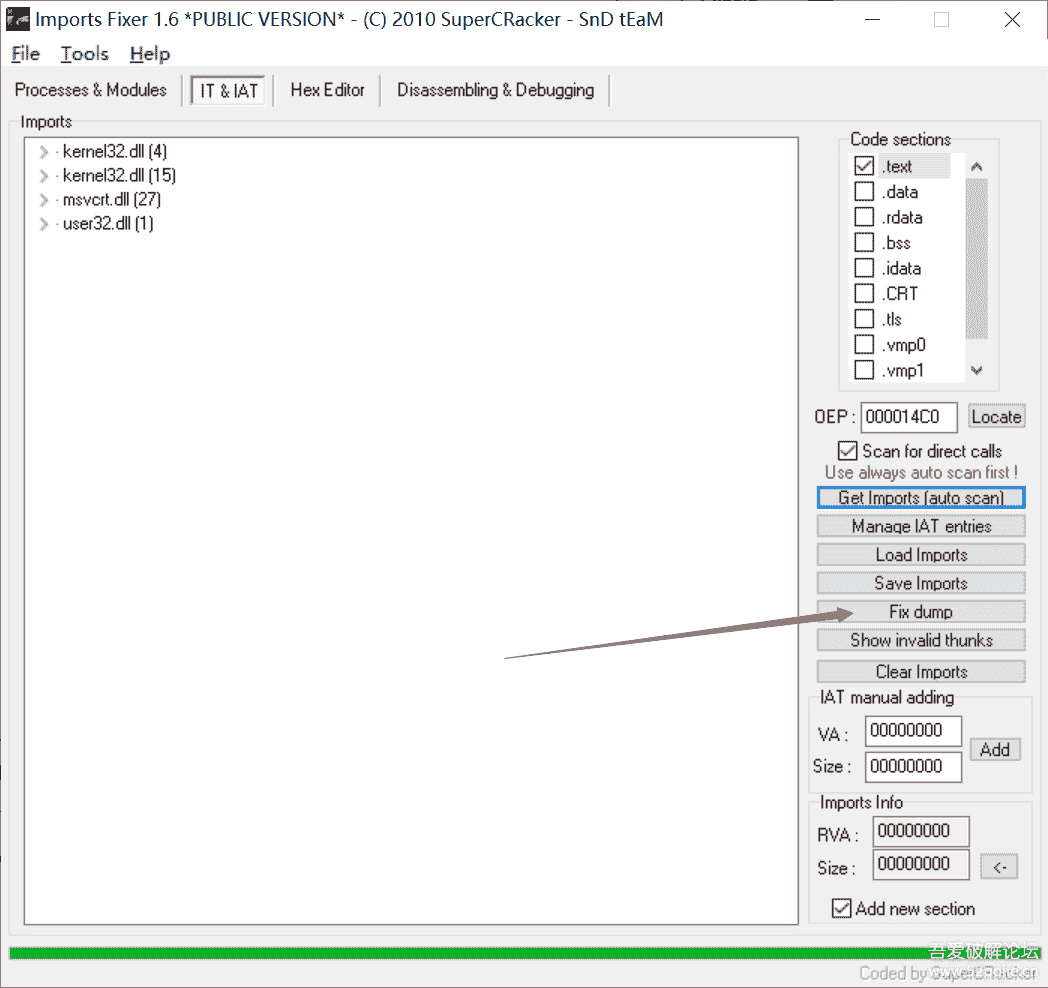 Imports Fixer 1.6 *PUBLIC VERSION* - (C) 2010 SuperCRacker - SnD tEaM
File Tools Help
Processes & Modules IT & IAT Hex Editor Disassembling & Debugging
Imports
kernel32.dll (4)
kernel32.dll (15)
msvcrt.dll (27)
user32.dll (1)
Code sections
.text
.data
.rdata
.bss
.idata
.CRT
.tls
.vmp0
.vmp1
OEP : 000014C0 Locate
Scan for direct calls
Use always auto scan first !
Get Imports (auto scan)
Manage IAT entries
Load Imports
Save Imports
Fix dump
Show invalid thunks
Clear Imports
IAT manual adding
VA : 00000000
Add
Size : 00000000
Imports Info
RVA : 00000000
Size : 00000000 <-
Add new section
吾爱破解论坛
Coded by SuperCRacker